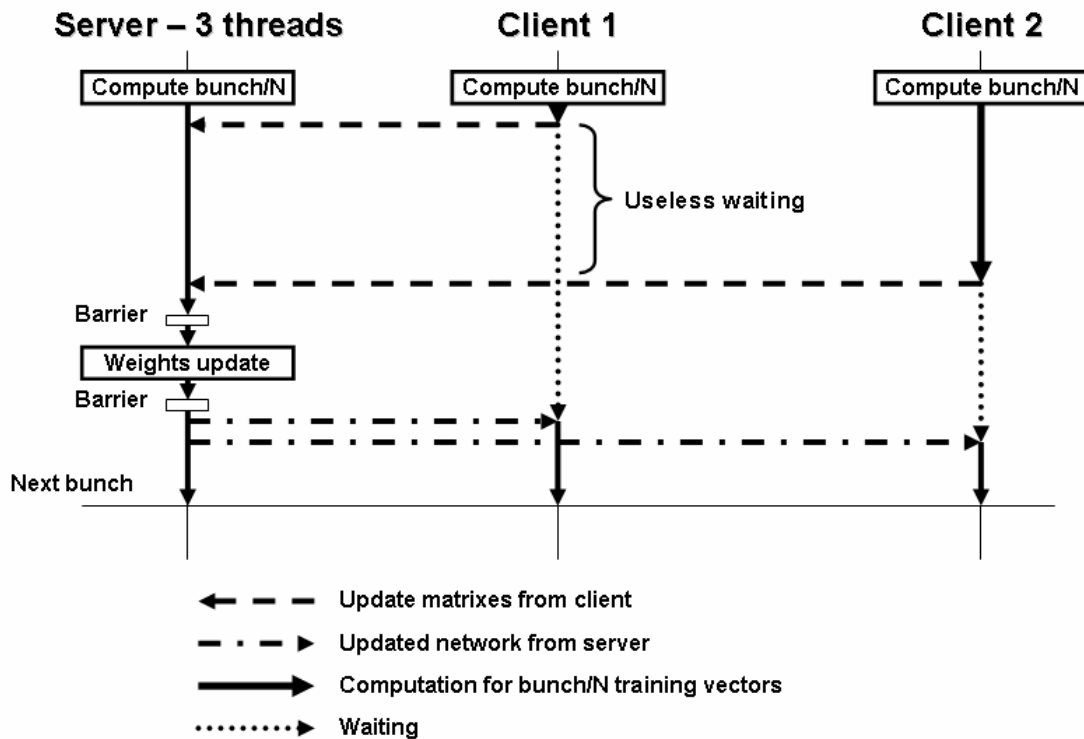 Server – 3 threads Client 1 Client 2
Compute bunch/N Compute bunch/N Compute bunch/N
Useless waiting
Barrier
Weights update
Barrier
Next bunch
Update matrixes from client
Updated network from server
Computation for bunch/N training vectors
Waiting